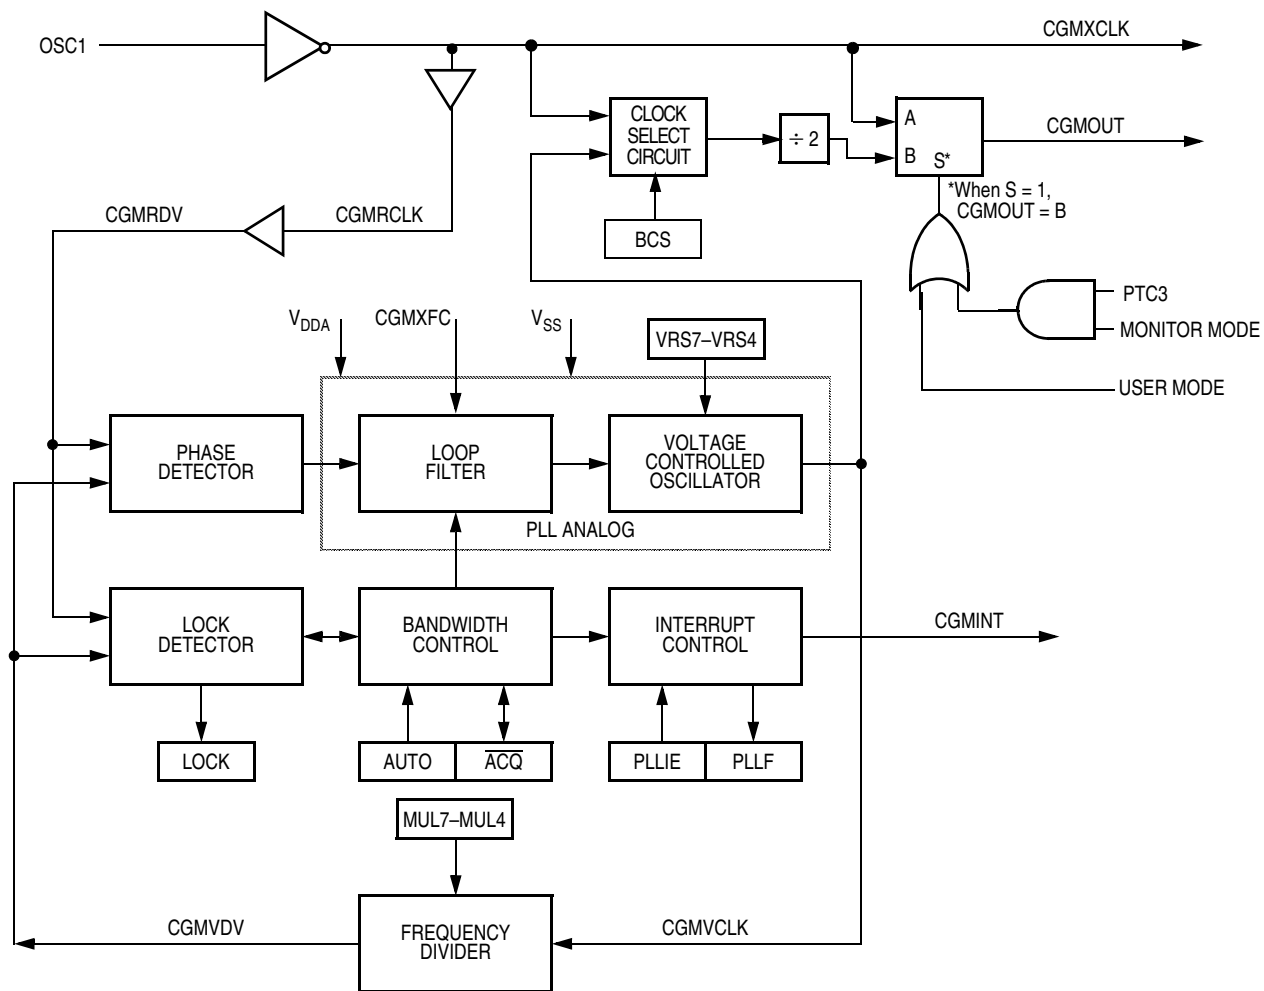 OSC1
CGMXCLK
CLOCK
SELECT
CIRCUIT
÷ 2
A
B
S*
CGMOUT
*When S = 1,
CGMOUT = B
CGMRDV
CGMRCLK
BCS
PTC3
MONITOR MODE
USER MODE
VDDA
CGMXFC
VSS
VRS7–VRS4
PHASE
DETECTOR
LOOP
FILTER
VOLTAGE
CONTROLLED
OSCILLATOR
PLL ANALOG
LOCK
DETECTOR
BANDWIDTH
CONTROL
INTERRUPT
CONTROL
CGMINT
LOCK
AUTO
ACQ
PLLIE
PLLF
MUL7–MUL4
CGMVDV
FREQUENCY
DIVIDER
CGMVCLK